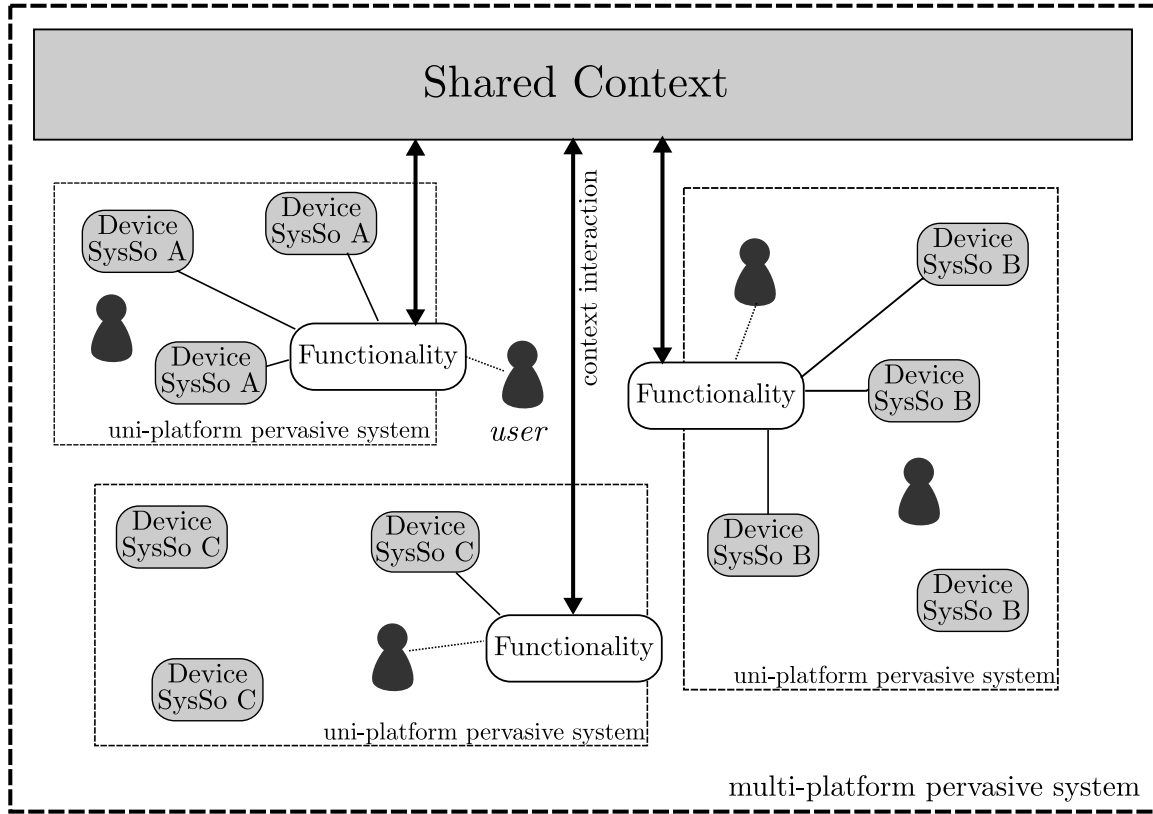 Shared Context
Device
SysSo A
Device
SysSo A
Device
SysSo A
Functionality
user
uni-platform pervasive system
context interaction
Device
SysSo B
Device
SysSo B
Functionality
Device
SysSo B
Device
SysSo B
uni-platform pervasive system
Device
SysSo C
Device
SysSo C
Functionality
Device
SysSo C
uni-platform pervasive system
multi-platform pervasive system